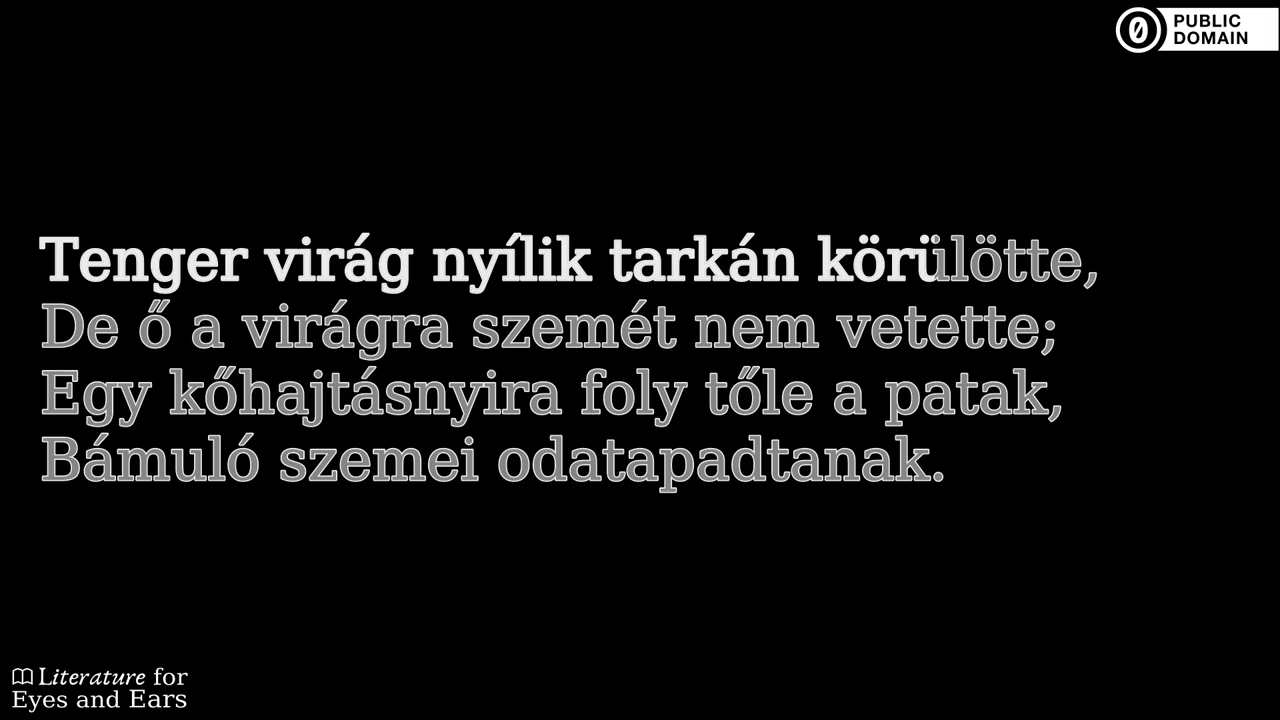 0 PUBLIC
DOMAIN
Tenger virág nyílik tarkán körülötte,
De ő a virágra szemét nem vetette;
Egy kőhajtásnyira foly tőle a patak,
Bámuló szemei odatapadtanak.
Literature for
Eyes and Ears